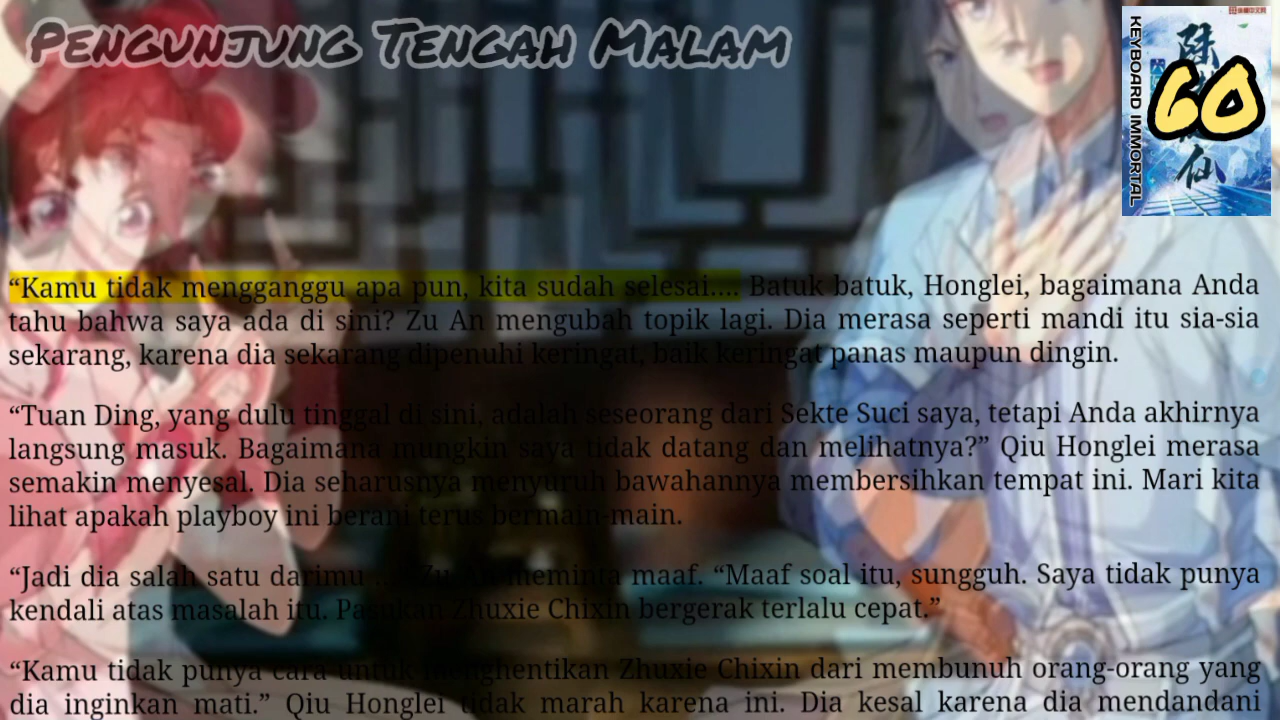 Pengunjung Tengah Malam
KEYBOARD IMMORTAL
60
“Kamu tidak mengganggu apa pun, kita sudah selesai.... Batuk batuk, Honglei, bagaimana Anda
tahu bahwa saya ada di sini? Zu An mengubah topik lagi. Dia merasa seperti mandi itu sia-sia
sekarang, karena dia sekarang dipenuhi keringat, baik keringat panas maupun dingin.
“Tuan Ding, yang dulu tinggal di sini, adalah seseorang dari Sekte Suci saya, tetapi Anda akhirnya
langsung masuk. Bagaimana mungkin saya tidak datang dan melihatnya?” Qiu Honglei merasa
semakin menyesal. Dia seharusnya menyuruh bawahannya membersihkan tempat ini. Mari kita
lihat apakah playboy ini berani terus bermain-main.
“Jadi dia salah satu darimu Zu An meminta maaf. “Maaf soal itu, sungguh. Saya tidak punya
kendali atas masalah itu. Pasukan Zhuxie Chixin bergerak terlalu cepat.”
“Kamu tidak punya cara untuk menghentikan Zhuxie Chixin dari membunuh orang-orang yang
dia inginkan mati.” Qiu Honglei tidak marah karena ini. Dia kesal karena dia mendandani